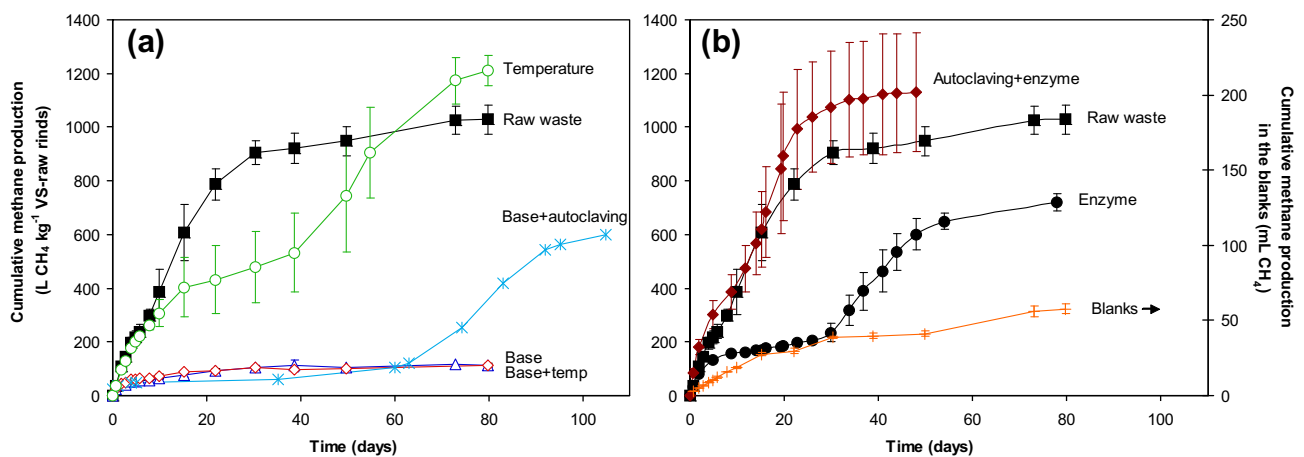 (a)
Cumulative methane production
(L CH₄ kg⁻¹ VS-raw rinds)
1400
1200
1000
800
600
400
200
0
0 20 40 60 80 100
Time (days)
Temperature
Raw waste
Base+autoclaving
Base
Base+temp
(b)
1400
1200
1000
800
600
400
200
0
0 20 40 60 80 100
Time (days)
Autoclaving+enzyme
Raw waste
Enzyme
Blanks
250
200
150
100
50
0
Cumulative methane production
in the blanks (mL CH₄)